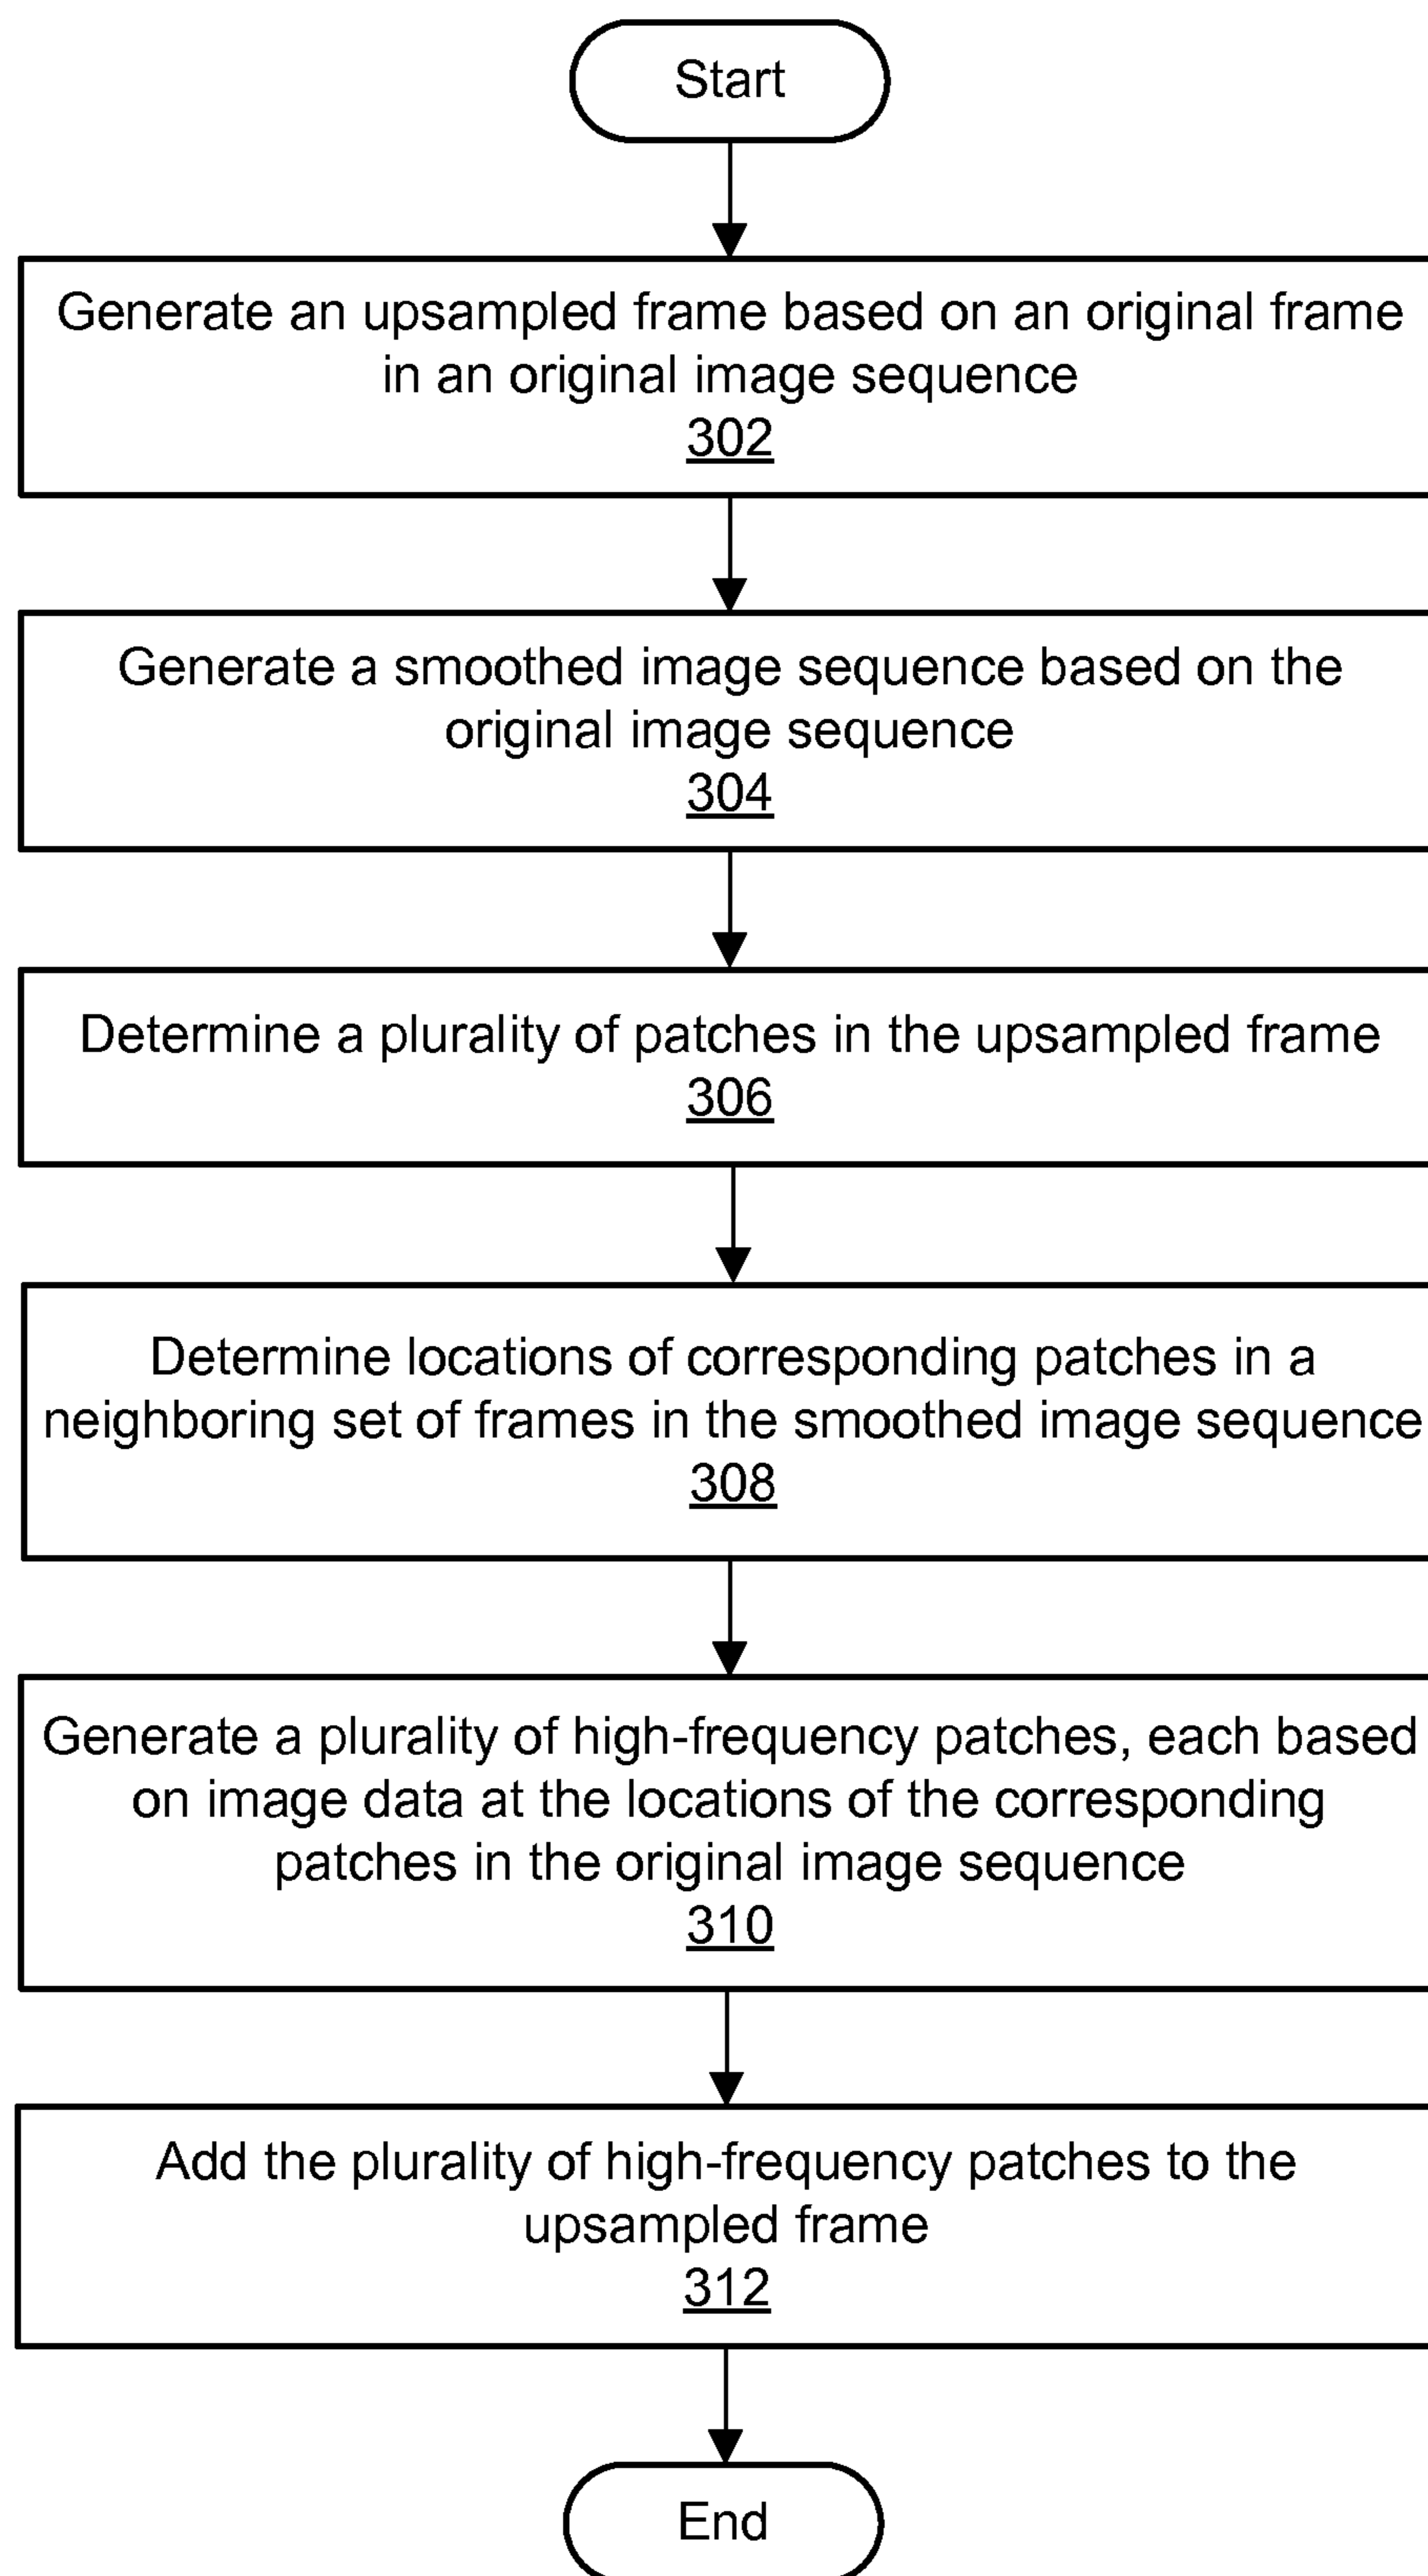 Start
Generate an upsampled frame based on an original frame
in an original image sequence
302
Generate a smoothed image sequence based on the
original image sequence
304
Determine a plurality of patches in the upsampled frame
306
Determine locations of corresponding patches in a
neighboring set of frames in the smoothed image sequence
308
Generate a plurality of high-frequency patches, each based
on image data at the locations of the corresponding
patches in the original image sequence
310
Add the plurality of high-frequency patches to the
upsampled frame
312
End